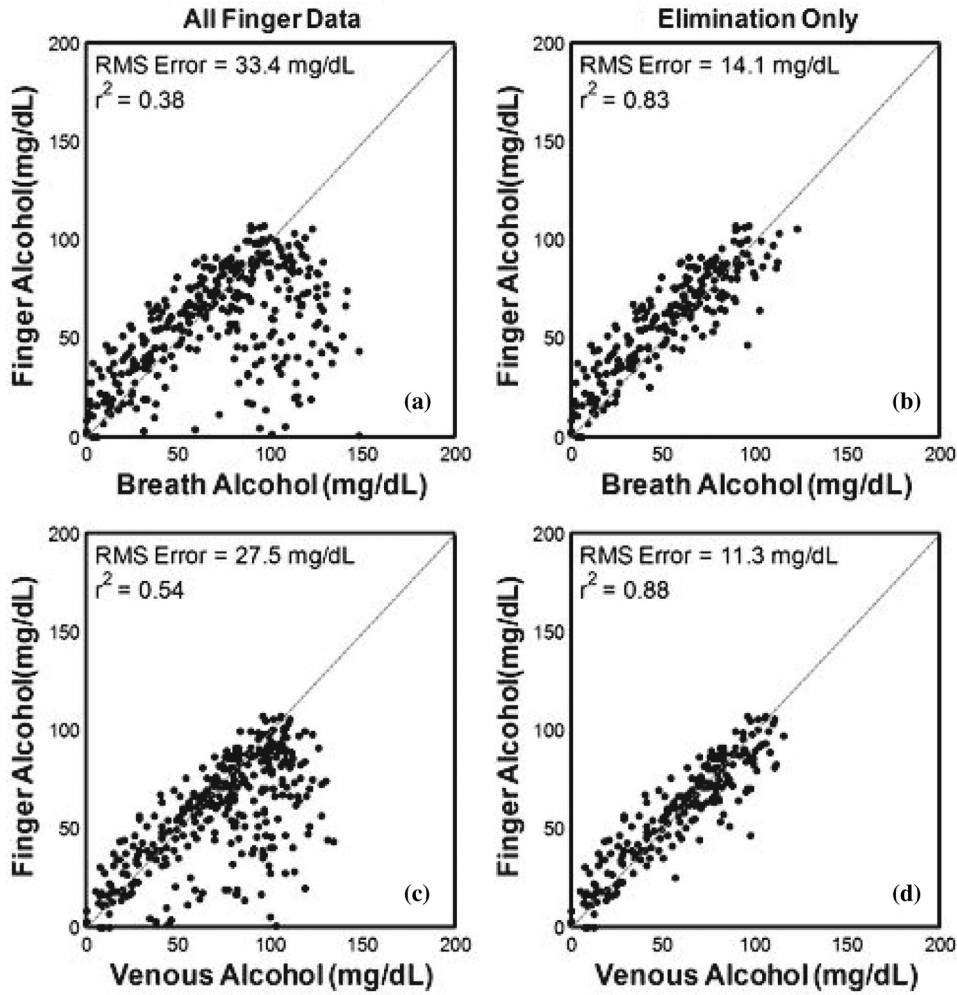 All Finger Data
Elimination Only
200
RMS Error = 33.4 mg/dL
r² = 0.38
150
100
50
0
Finger Alcohol(mg/dL)
(a)
0 50 100 150 200
Breath Alcohol (mg/dL)
200
RMS Error = 14.1 mg/dL
r² = 0.83
150
100
50
0
Finger Alcohol(mg/dL)
(b)
0 50 100 150 200
Breath Alcohol (mg/dL)
200
RMS Error = 27.5 mg/dL
r² = 0.54
150
100
50
0
Finger Alcohol(mg/dL)
(c)
0 50 100 150 200
Venous Alcohol (mg/dL)
200
RMS Error = 11.3 mg/dL
r² = 0.88
150
100
50
0
Finger Alcohol(mg/dL)
(d)
0 50 100 150 200
Venous Alcohol (mg/dL)